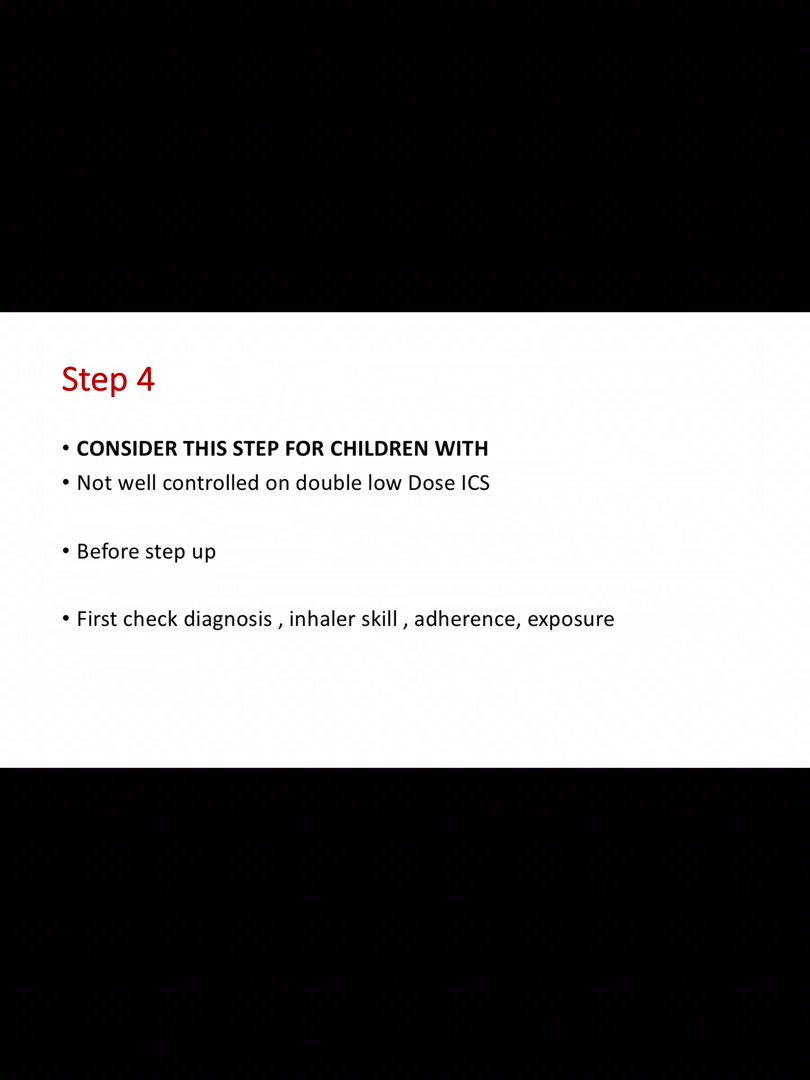 Step 4
• CONSIDER THIS STEP FOR CHILDREN WITH
• Not well controlled on double low Dose ICS
• Before step up
• First check diagnosis , inhaler skill , adherence, exposure